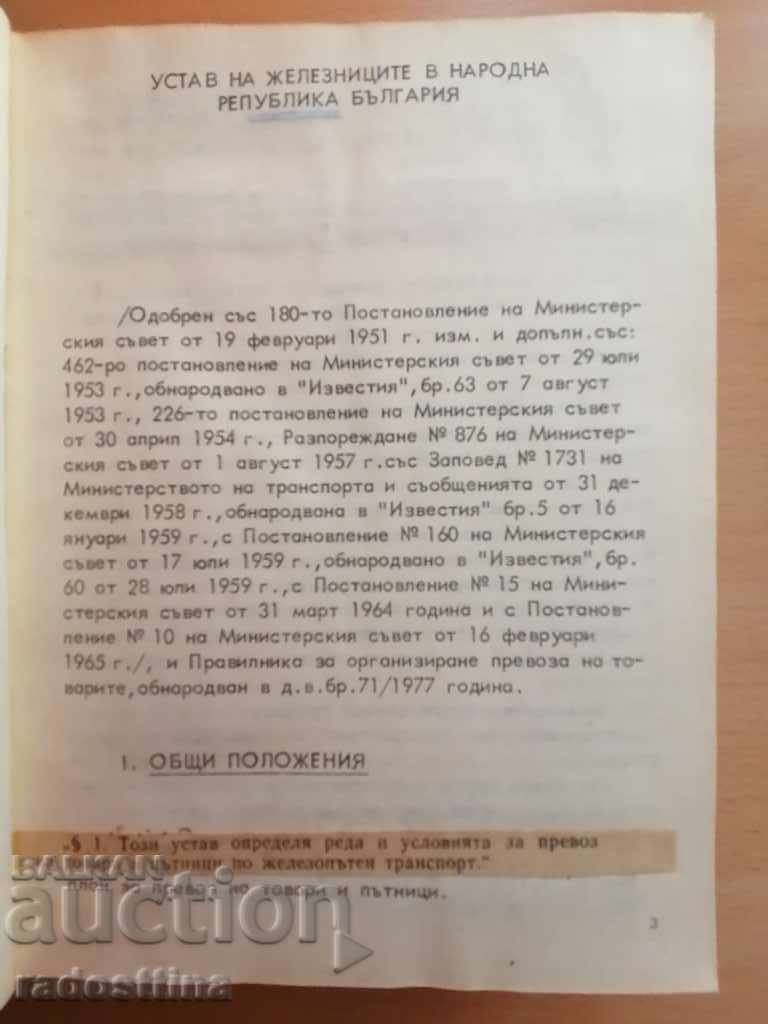 УСТАВ НА ЖЕЛЕЗНИЦИТЕ В НАРОДНА
РЕПУБЛИКА БЪЛГАРИЯ
/Одобрен със 180-то Постановление на Министер-
ския съвет от 19 февруари 1951 г. изм. и допълн.със:
462-ро постановление на Министерския съвет от 29 юли
1953 г.,обнародвано в "Известия",бр.63 от 7 август
1953 г., 226-то постановление на Министерския съвет
от 30 април 1954 г., Разпореждане № 876 на Министер-
ския съвет от 1 август 1957 г.със Заповед № 1731 на
Министерството на транспорта и съобщенията от 31 де-
кември 1958 г.,обнародвана в "Известия" бр.5 от 16
януари 1959 г.,с Постановление № 160 на Министерския
съвет от 17 юли 1959 г.,обнародвано в "Известия",бр.
60 от 28 юли 1959 г.,с Постановление № 15 на Мини-
стерския съвет от 31 март 1964 година и с Постанов-
ление № 10 на Министерския съвет от 16 февруари
1965 г./, и Правилника за организиране превоза на то-
варите,обнародван в д.в.бр.71/1977 година.
1. ОБЩИ ПОЛОЖЕНИЯ
„§ 1. Този устав определя реда и условията за превоз
пътници по железопътен транспорт.“
план за превоз на товари и пътници.
3
БАЛКАН
auction
radosttina